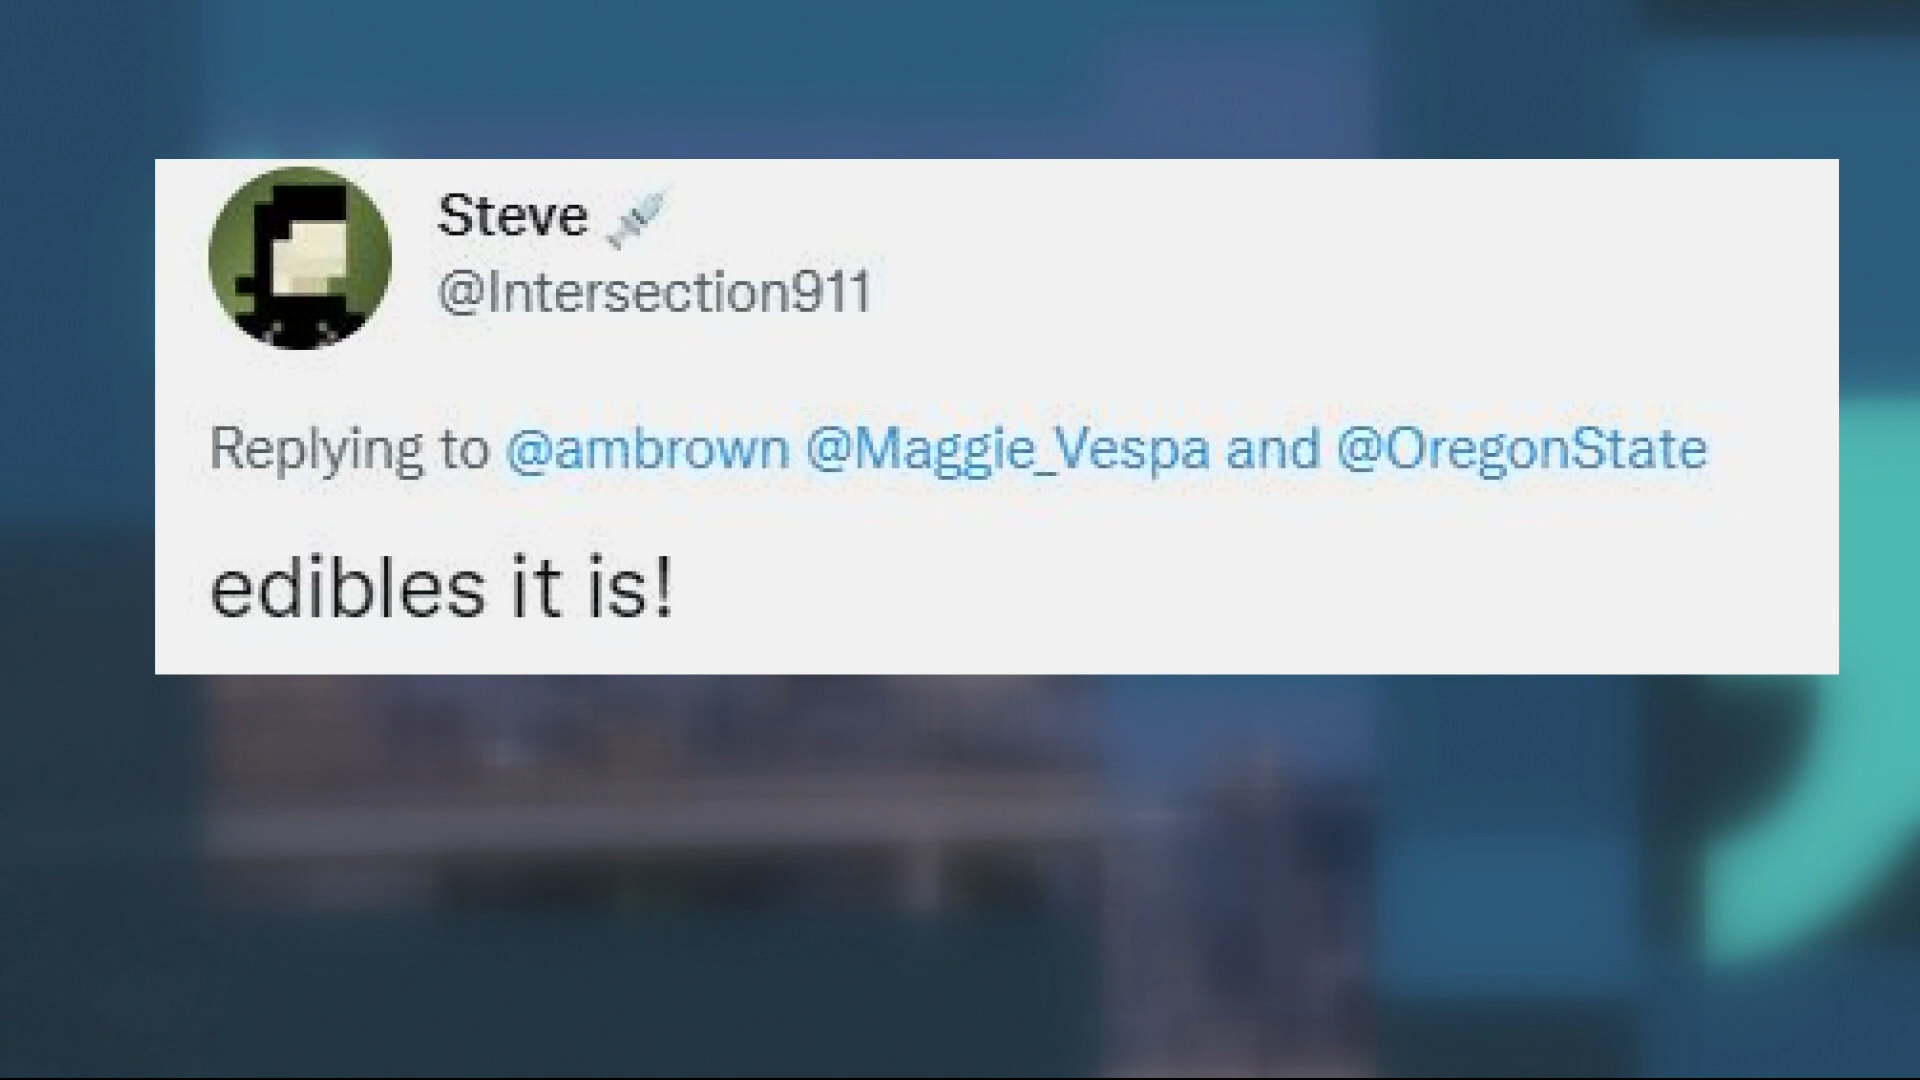 Steve 💉
@Intersection911
Replying to @ambrown @Maggie_Vespa and @OregonState
edibles it is!